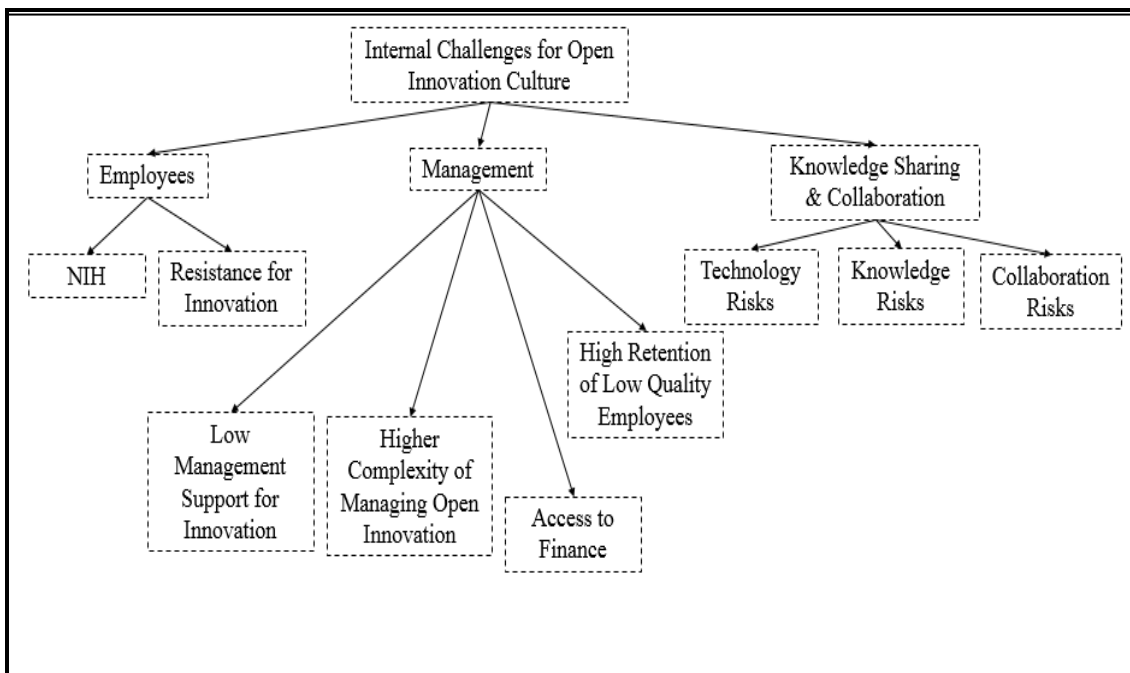 Internal Challenges for Open
Innovation Culture
Employees
Management
Knowledge Sharing
& Collaboration
NIH
Resistance for
Innovation
Technology
Risks
Knowledge
Risks
Collaboration
Risks
High Retention
of Low Quality
Employees
Low
Management
Support for
Innovation
Higher
Complexity of
Managing Open
Innovation
Access to
Finance